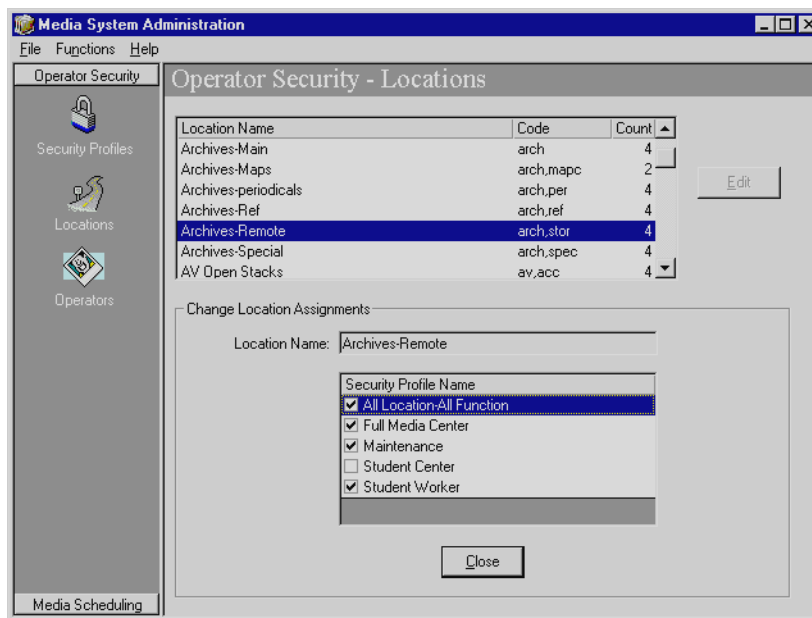 Media System Administration
File Functions Help
Operator Security
Operator Security - Locations
Security Profiles
Locations
Operators
Location Name Code Count
Archives-Main arch 4
Archives-Maps arch,mapc 2
Archives-periodicals arch,per 4
Archives-Ref arch,ref 4
Archives-Remote arch,stor 4
Archives-Special arch,spec 4
AV Open Stacks av,acc 4
Edit
Change Location Assignments
Location Name: Archives-Remote
Security Profile Name
All Location-All Function
Full Media Center
Maintenance
Student Center
Student Worker
Close
Media Scheduling